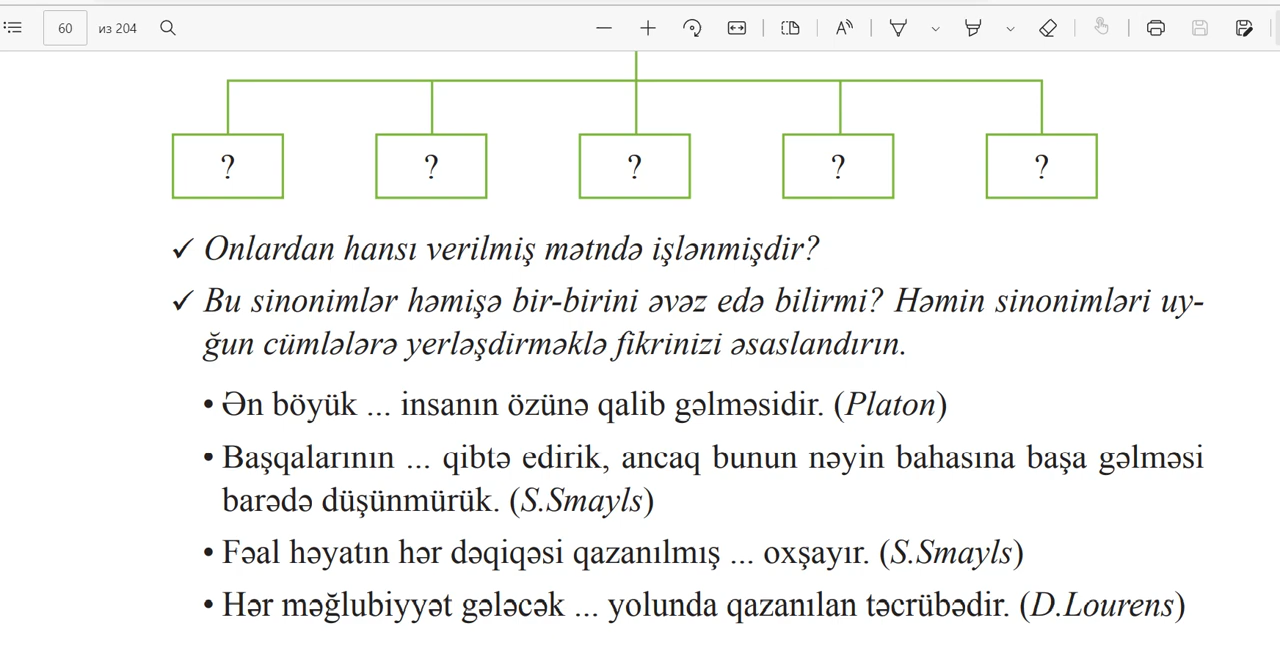 60 из 204
? ? ? ? ?
✓ Onlardan hansı verilmiş mətndə işlənmişdir?
✓ Bu sinonimlər həmişə bir-birini əvəz edə bilirmi? Həmin sinonimləri uy-
ğun cümlələrə yerləşdirməklə fikrinizi əsaslandırın.
• Ən böyük ... insanın özünə qalib gəlməsidir. (Platon)
• Başqalarının ... qibtə edirik, ancaq bunun nəyin bahasına başa gəlməsi
barədə düşünmürük. (S.Smayls)
• Fəal həyatın hər dəqiqəsi qazanılmış ... oxşayır. (S.Smayls)
• Hər məğlubiyyət gələcək ... yolunda qazanılan təcrübədir. (D.Lourens)